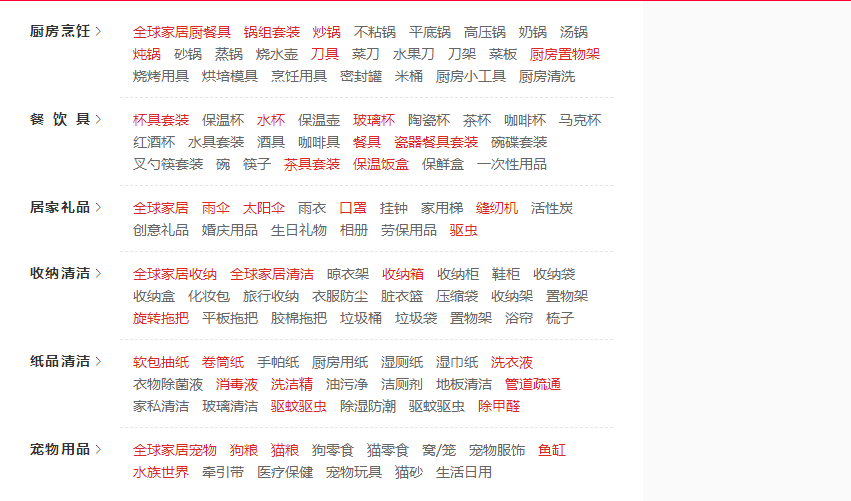 厨房烹饪 > 全球家居厨餐具 锅组套装 炒锅 不粘锅 平底锅 高压锅 奶锅 汤锅
炖锅 砂锅 蒸锅 烧水壶 刀具 菜刀 水果刀 刀架 菜板 厨房置物架
烧烤用具 烘培模具 烹饪用具 密封罐 米桶 厨房小工具 厨房清洗
餐 饮 具 > 杯具套装 保温杯 水杯 保温壶 玻璃杯 陶瓷杯 茶杯 咖啡杯 马克杯
红酒杯 水具套装 酒具 咖啡具 餐具 瓷器餐具套装 碗碟套装
叉勺筷套装 碗 筷子 茶具套装 保温饭盒 保鲜盒 一次性用品
居家礼品 > 全球家居 雨伞 太阳伞 雨衣 口罩 挂钟 家用梯 缝纫机 活性炭
创意礼品 婚庆用品 生日礼物 相册 劳保用品 驱虫
收纳清洁 > 全球家居收纳 全球家居清洁 晾衣架 收纳箱 收纳柜 鞋柜 收纳袋
收纳盒 化妆包 旅行收纳 衣服防尘 脏衣篮 压缩袋 收纳架 置物架
旋转拖把 平板拖把 胶棉拖把 垃圾桶 垃圾袋 置物架 浴帘 梳子
纸品清洁 > 软包抽纸 卷筒纸 手帕纸 厨房用纸 湿厕纸 湿巾纸 洗衣液
衣物除菌液 消毒液 洗洁精 油污净 洁厕剂 地板清洁 管道疏通
家私清洁 玻璃清洁 驱蚊驱虫 除湿防潮 驱蚊驱虫 除甲醛
宠物用品 > 全球家居宠物 狗粮 猫粮 狗零食 猫零食 窝/笼 宠物服饰 鱼缸
水族世界 牵引带 医疗保健 宠物玩具 猫砂 生活日用